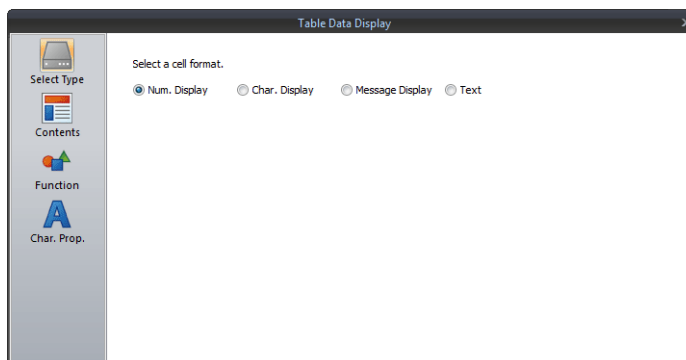 Table Data Display
Select Type
Contents
Function
Char. Prop.
Select a cell format.
Num. Display Char. Display Message Display Text